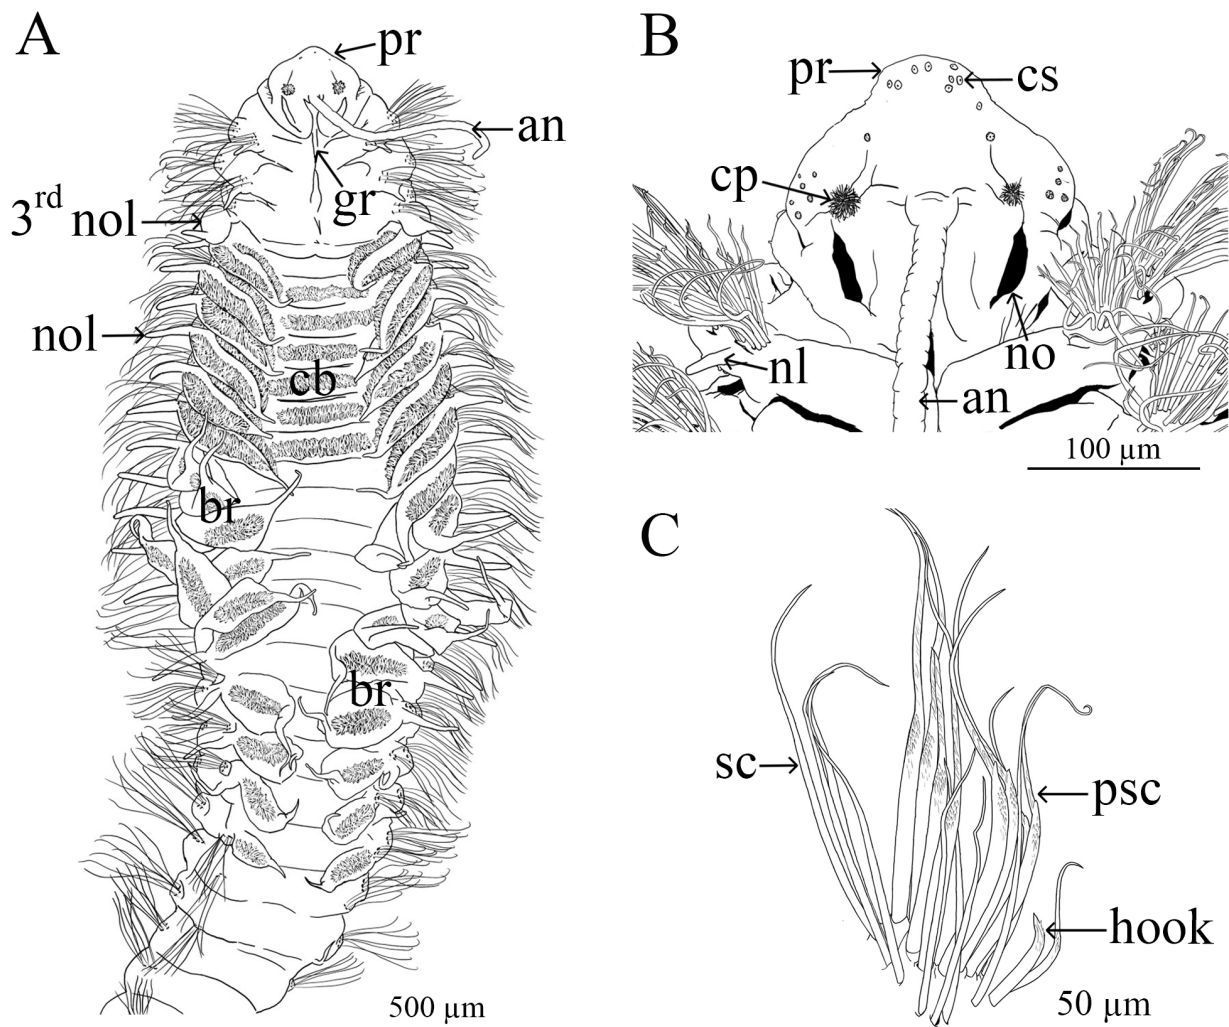 A
pr
an
gr
3rd nol
nol
cb
br
br
500 µm
B
pr
cs
cp
no
nl
an
100 µm
C
sc
psc
hook
50 µm